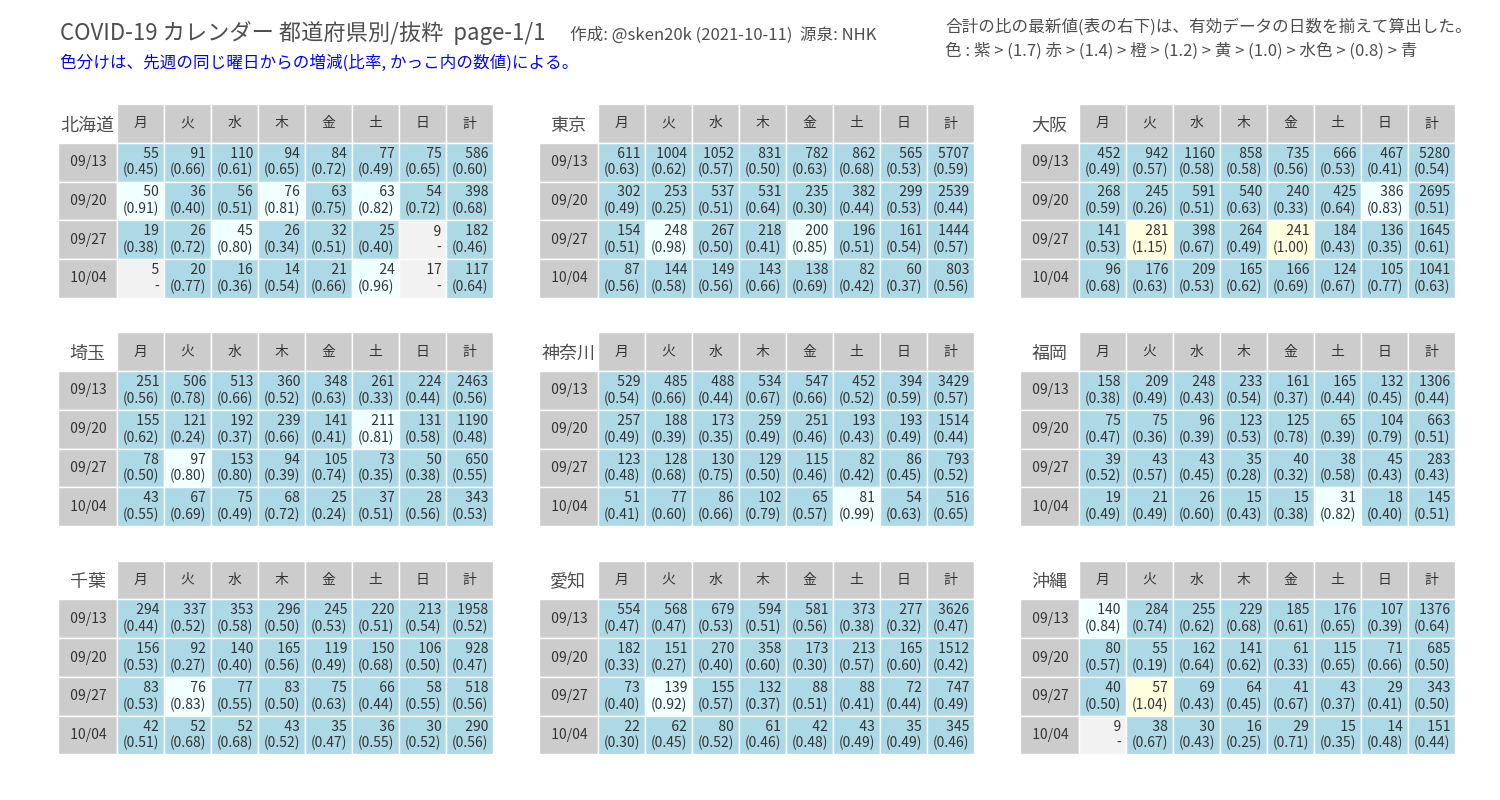 COVID-19 カレンダー 都道府県別/抜粋 page-1/1 作成: @sken20k (2021-10-11) 源泉: NHK
合計の比の最新値(表の右下)は、有効データの日数を揃えて算出した。
色分けは、先週の同じ曜日からの増減(比率, かっこ内の数値)による。
色 : 紫 > (1.7) 赤 > (1.4) > 橙 > (1.2) > 黄 > (1.0) > 水色 > (0.8) > 青
北海道 月 火 水 木 金 土 日 計
09/13 55 91 110 94 84 77 75 586
(0.45) (0.66) (0.61) (0.65) (0.72) (0.49) (0.65) (0.60)
09/20 50 36 56 76 63 63 54 398
(0.91) (0.40) (0.51) (0.81) (0.75) (0.82) (0.72) (0.68)
09/27 19 26 45 26 32 25 9 182
(0.38) (0.72) (0.80) (0.34) (0.51) (0.40) - (0.46)
10/04 5 20 16 14 21 24 17 117
- (0.77) (0.36) (0.54) (0.66) (0.96) - (0.64)
東京 月 火 水 木 金 土 日 計
09/13 611 1004 1052 831 782 862 565 5707
(0.63) (0.62) (0.57) (0.50) (0.63) (0.68) (0.53) (0.59)
09/20 302 253 537 531 235 382 299 2539
(0.49) (0.25) (0.51) (0.64) (0.30) (0.44) (0.53) (0.44)
09/27 154 248 267 218 200 196 161 1444
(0.51) (0.98) (0.50) (0.41) (0.85) (0.51) (0.54) (0.57)
10/04 87 144 149 143 138 82 60 803
(0.56) (0.58) (0.56) (0.66) (0.69) (0.42) (0.37) (0.56)
大阪 月 火 水 木 金 土 日 計
09/13 452 942 1160 858 735 666 467 5280
(0.49) (0.57) (0.58) (0.58) (0.56) (0.53) (0.41) (0.54)
09/20 268 245 591 540 240 425 386 2695
(0.59) (0.26) (0.51) (0.63) (0.33) (0.64) (0.83) (0.51)
09/27 141 281 398 264 241 184 136 1645
(0.53) (1.15) (0.67) (0.49) (1.00) (0.43) (0.35) (0.61)
10/04 96 176 209 165 166 124 105 1041
(0.68) (0.63) (0.53) (0.62) (0.69) (0.67) (0.77) (0.63)
埼玉 月 火 水 木 金 土 日 計
09/13 251 506 513 360 348 261 224 2463
(0.56) (0.78) (0.66) (0.52) (0.63) (0.33) (0.44) (0.56)
09/20 155 121 192 239 141 211 131 1190
(0.62) (0.24) (0.37) (0.66) (0.41) (0.81) (0.58) (0.48)
09/27 78 97 153 94 105 73 50 650
(0.50) (0.80) (0.80) (0.39) (0.74) (0.35) (0.38) (0.55)
10/04 43 67 75 68 25 37 28 343
(0.55) (0.69) (0.49) (0.72) (0.24) (0.51) (0.56) (0.53)
神奈川 月 火 水 木 金 土 日 計
09/13 529 485 488 534 547 452 394 3429
(0.54) (0.66) (0.44) (0.67) (0.66) (0.52) (0.59) (0.57)
09/20 257 188 173 259 251 193 193 1514
(0.49) (0.39) (0.35) (0.49) (0.46) (0.43) (0.49) (0.44)
09/27 123 128 130 129 115 82 86 793
(0.48) (0.68) (0.75) (0.50) (0.46) (0.42) (0.45) (0.52)
10/04 51 77 86 102 65 81 54 516
(0.41) (0.60) (0.66) (0.79) (0.57) (0.99) (0.63) (0.65)
福岡 月 火 水 木 金 土 日 計
09/13 158 209 248 233 161 165 132 1306
(0.38) (0.49) (0.43) (0.54) (0.37) (0.44) (0.45) (0.44)
09/20 75 75 96 123 125 65 104 663
(0.47) (0.36) (0.39) (0.53) (0.78) (0.39) (0.79) (0.51)
09/27 39 43 43 35 40 38 45 283
(0.52) (0.57) (0.45) (0.28) (0.32) (0.58) (0.43) (0.43)
10/04 19 21 26 15 15 31 18 145
(0.49) (0.49) (0.60) (0.43) (0.38) (0.82) (0.40) (0.51)
千葉 月 火 水 木 金 土 日 計
09/13 294 337 353 296 245 220 213 1958
(0.44) (0.52) (0.58) (0.50) (0.53) (0.51) (0.54) (0.52)
09/20 156 92 140 165 119 150 106 928
(0.53) (0.27) (0.40) (0.56) (0.49) (0.68) (0.50) (0.47)
09/27 83 76 77 83 75 66 58 518
(0.53) (0.83) (0.55) (0.50) (0.63) (0.44) (0.55) (0.56)
10/04 42 52 52 43 35 36 30 290
(0.51) (0.68) (0.68) (0.52) (0.47) (0.55) (0.52) (0.56)
愛知 月 火 水 木 金 土 日 計
09/13 554 568 679 594 581 373 277 3626
(0.47) (0.47) (0.53) (0.51) (0.56) (0.38) (0.32) (0.47)
09/20 182 151 270 358 173 213 165 1512
(0.33) (0.27) (0.40) (0.60) (0.30) (0.57) (0.60) (0.42)
09/27 73 139 155 132 88 88 72 747
(0.40) (0.92) (0.57) (0.37) (0.51) (0.41) (0.44) (0.49)
10/04 22 62 80 61 42 43 35 345
(0.30) (0.45) (0.52) (0.46) (0.48) (0.49) (0.49) (0.46)
沖縄 月 火 水 木 金 土 日 計
09/13 140 284 255 229 185 176 107 1376
(0.84) (0.74) (0.62) (0.68) (0.61) (0.65) (0.39) (0.64)
09/20 80 55 162 141 61 115 71 685
(0.57) (0.19) (0.64) (0.62) (0.33) (0.65) (0.66) (0.50)
09/27 40 57 69 64 41 43 29 343
(0.50) (1.04) (0.43) (0.45) (0.67) (0.37) (0.41) (0.50)
10/04 9 38 30 16 29 15 14 151
- (0.67) (0.43) (0.25) (0.71) (0.35) (0.48) (0.44)